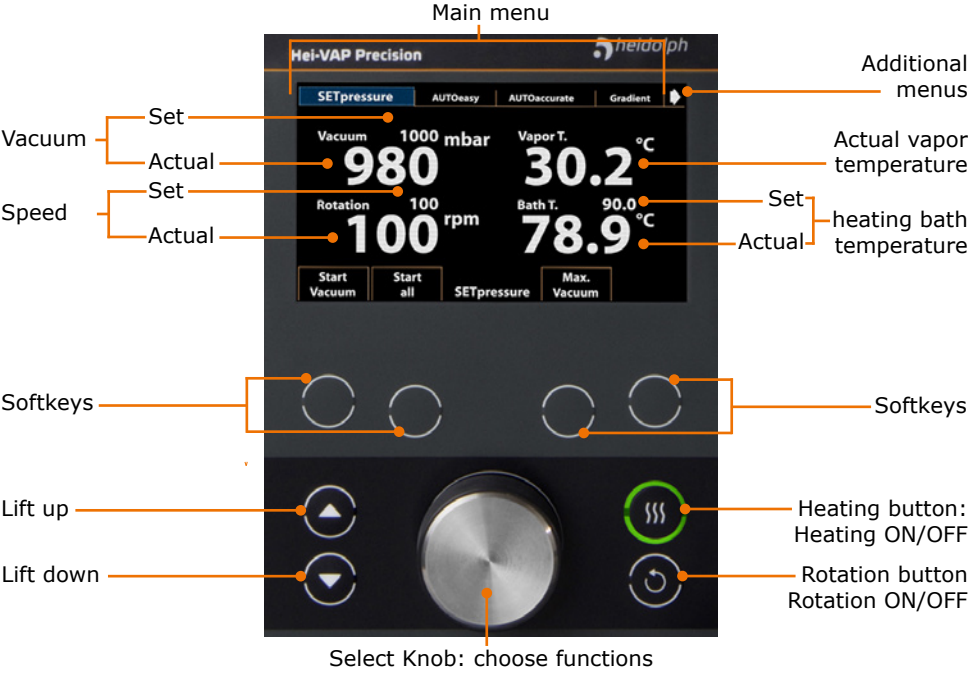 Main menu
heidolph
Hei-VAP Precision
Additional
menus
SETpressure AUTOeasy AUTOaccurate Gradient
Vacuum
Set
Actual
Vacuum 1000 mbar
980
Vapor T. °C
30.2
Actual vapor
temperature
Speed
Set
Actual
Rotation 100 rpm
100
Bath T. 90.0 °C
78.9
Set
Actual
heating bath
temperature
Start
Vacuum
Start
all
SETpressure
Max.
Vacuum
Softkeys
Softkeys
Lift up
Heating button:
Heating ON/OFF
Lift down
Rotation button
Rotation ON/OFF
Select Knob: choose functions